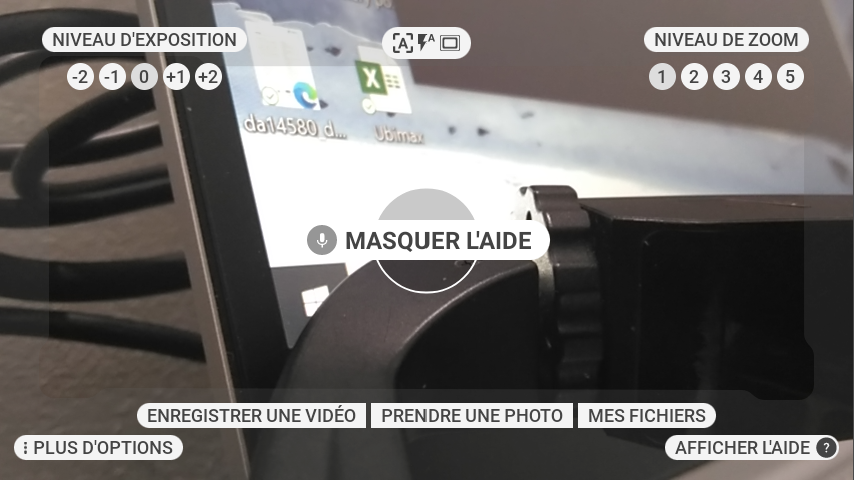 NIVEAU D'EXPOSITION
-2 -1 0 +1 +2
A
A
NIVEAU DE ZOOM
1 2 3 4 5
da14580_d...
Ubimax
MASQUER L'AIDE
ENREGISTRER UNE VIDÉO
PRENDRE UNE PHOTO
MES FICHIERS
PLUS D'OPTIONS
AFFICHER L'AIDE ?